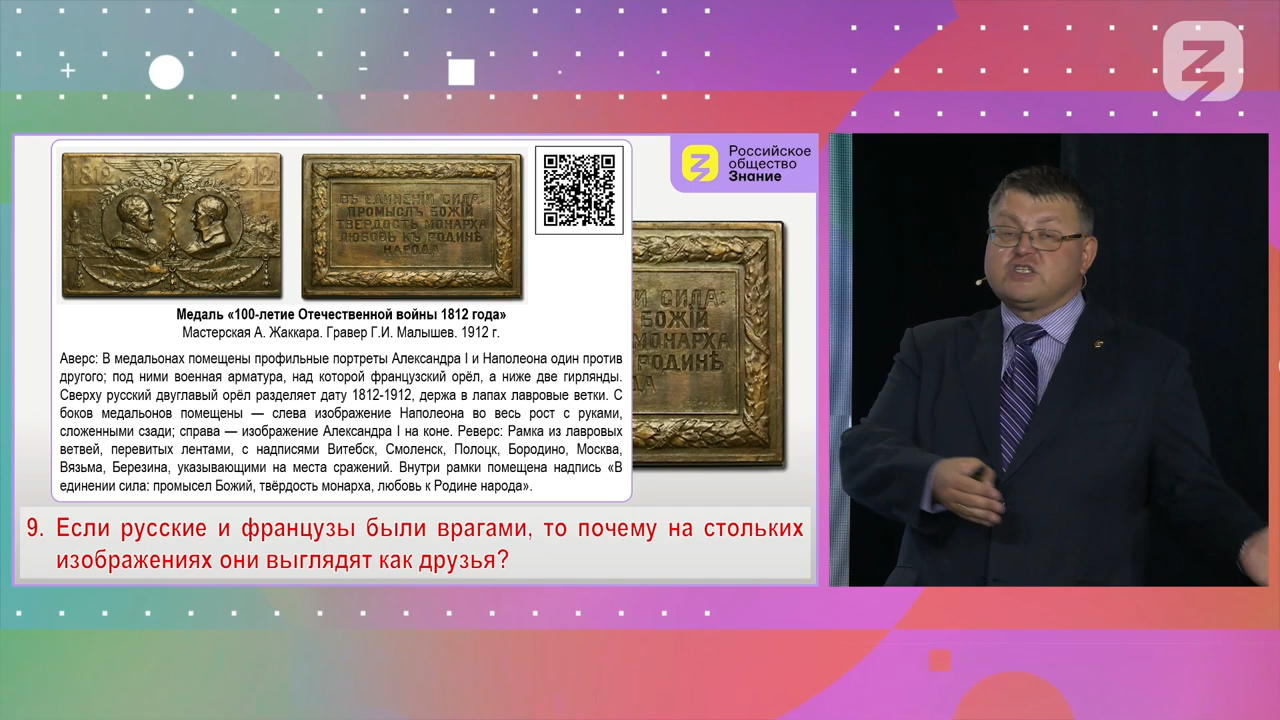 1812 1912
ВЪ ЕДИНЕНIИ СИЛА:
ПРОМЫСЛЪ БОЖIЙ
ТВЕРДОСТЬ МОНАРХА
ЛЮБОВЬ КЪ РОДИНѢ
НАРОДА
Российское
общество
Знание
Медаль «100-летие Отечественной войны 1812 года»
Мастерская А. Жаккара. Гравер Г.И. Малышев. 1912 г.
Аверс: В медальонах помещены профильные портреты Александра I и Наполеона один против
другого; под ними военная арматура, над которой французский орёл, а ниже две гирлянды.
Сверху русский двуглавый орёл разделяет дату 1812-1912, держа в лапах лавровые ветки. С
боков медальонов помещены — слева изображение Наполеона во весь рост с руками,
сложенными сзади; справа — изображение Александра I на коне. Реверс: Рамка из лавровых
ветвей, перевитых лентами, с надписями Витебск, Смоленск, Полоцк, Бородино, Москва,
Вязьма, Березина, указывающими на места сражений. Внутри рамки помещена надпись «В
единении сила: промысел Божий, твёрдость монарха, любовь к Родине народа».
И СИЛА:
БОЖIЙ
МОНАРХА
РОДИНѢ
ДА
9. Если русские и французы были врагами, то почему на стольких
изображениях они выглядят как друзья?